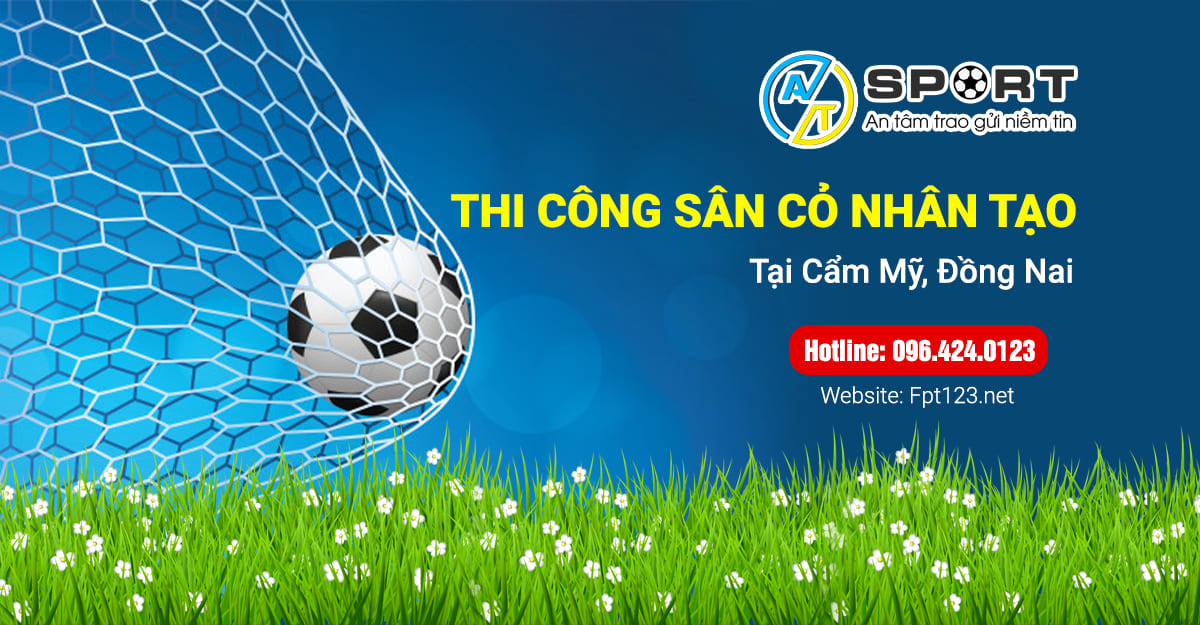 AT SPORT
An tâm trao gửi niềm tin
THI CÔNG SÂN CỎ NHÂN TẠO
Tại Cẩm Mỹ, Đồng Nai
Hotline: 096.424.0123
Website: Fpt123.net